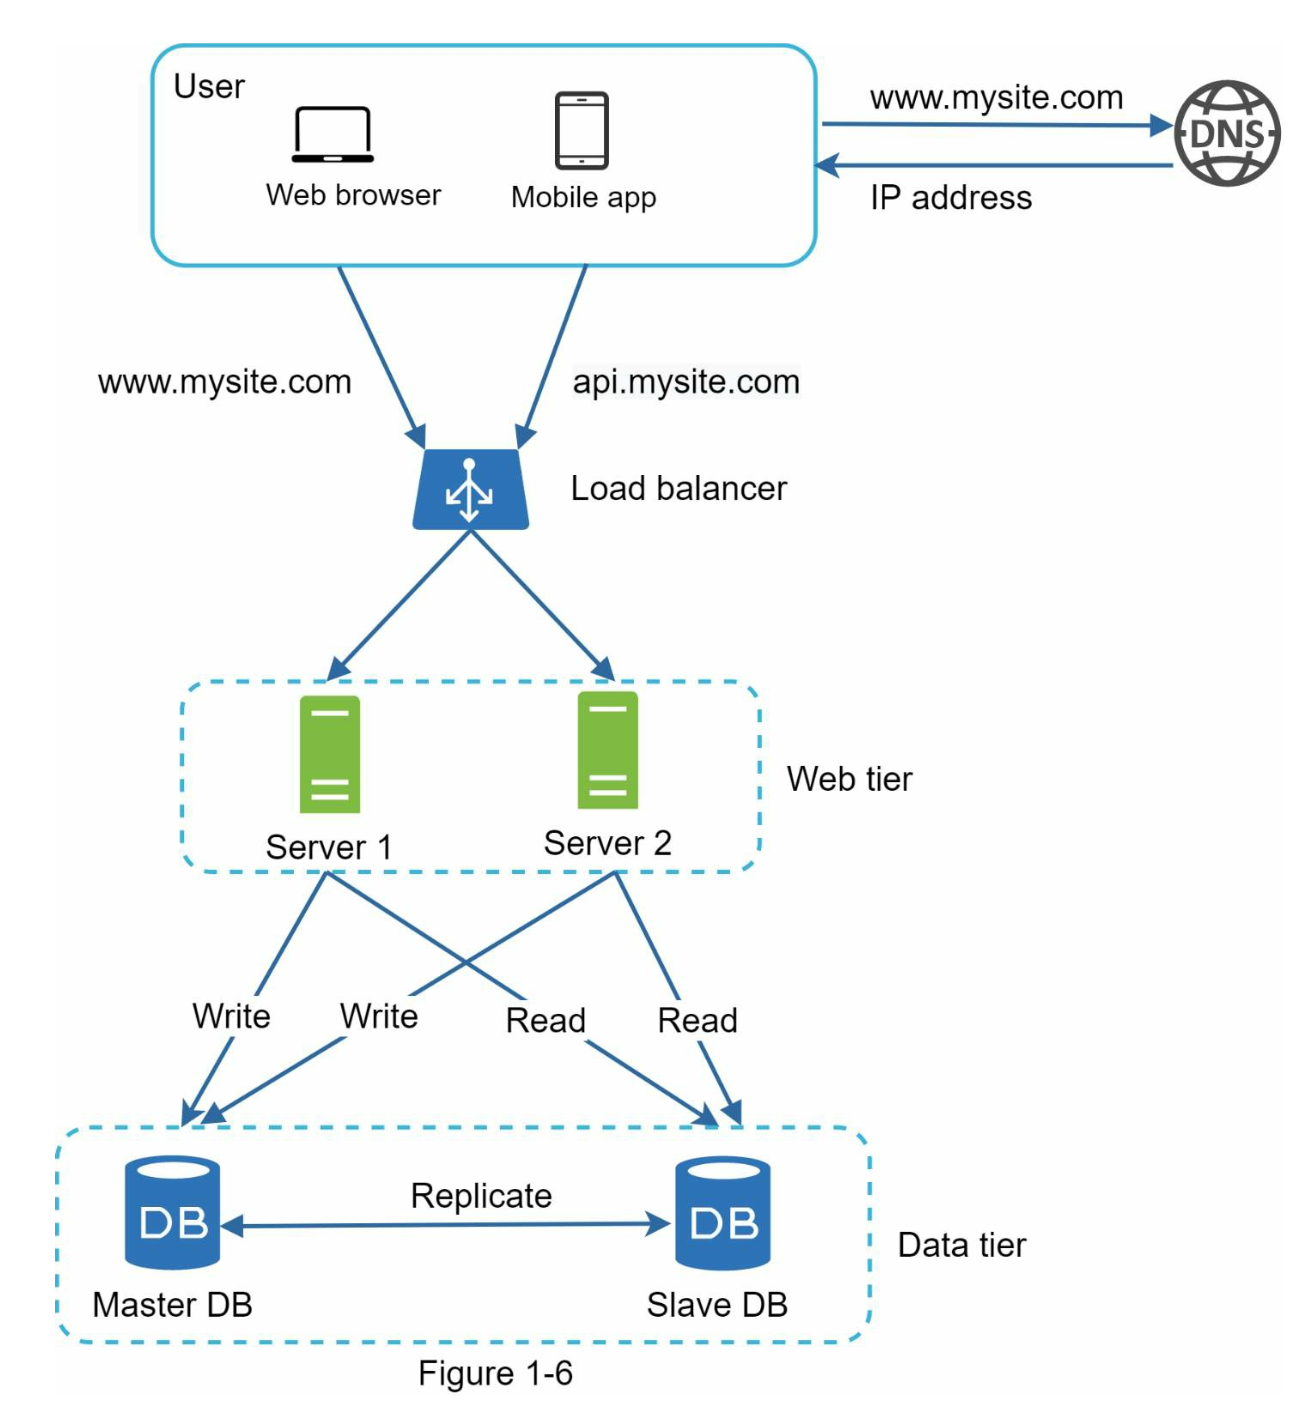 User
Web browser
Mobile app
www.mysite.com
DNS
IP address
www.mysite.com
api.mysite.com
Load balancer
Web tier
Server 1
Server 2
Write
Write
Read
Read
DB
Replicate
DB
Data tier
Master DB
Slave DB
Figure 1-6